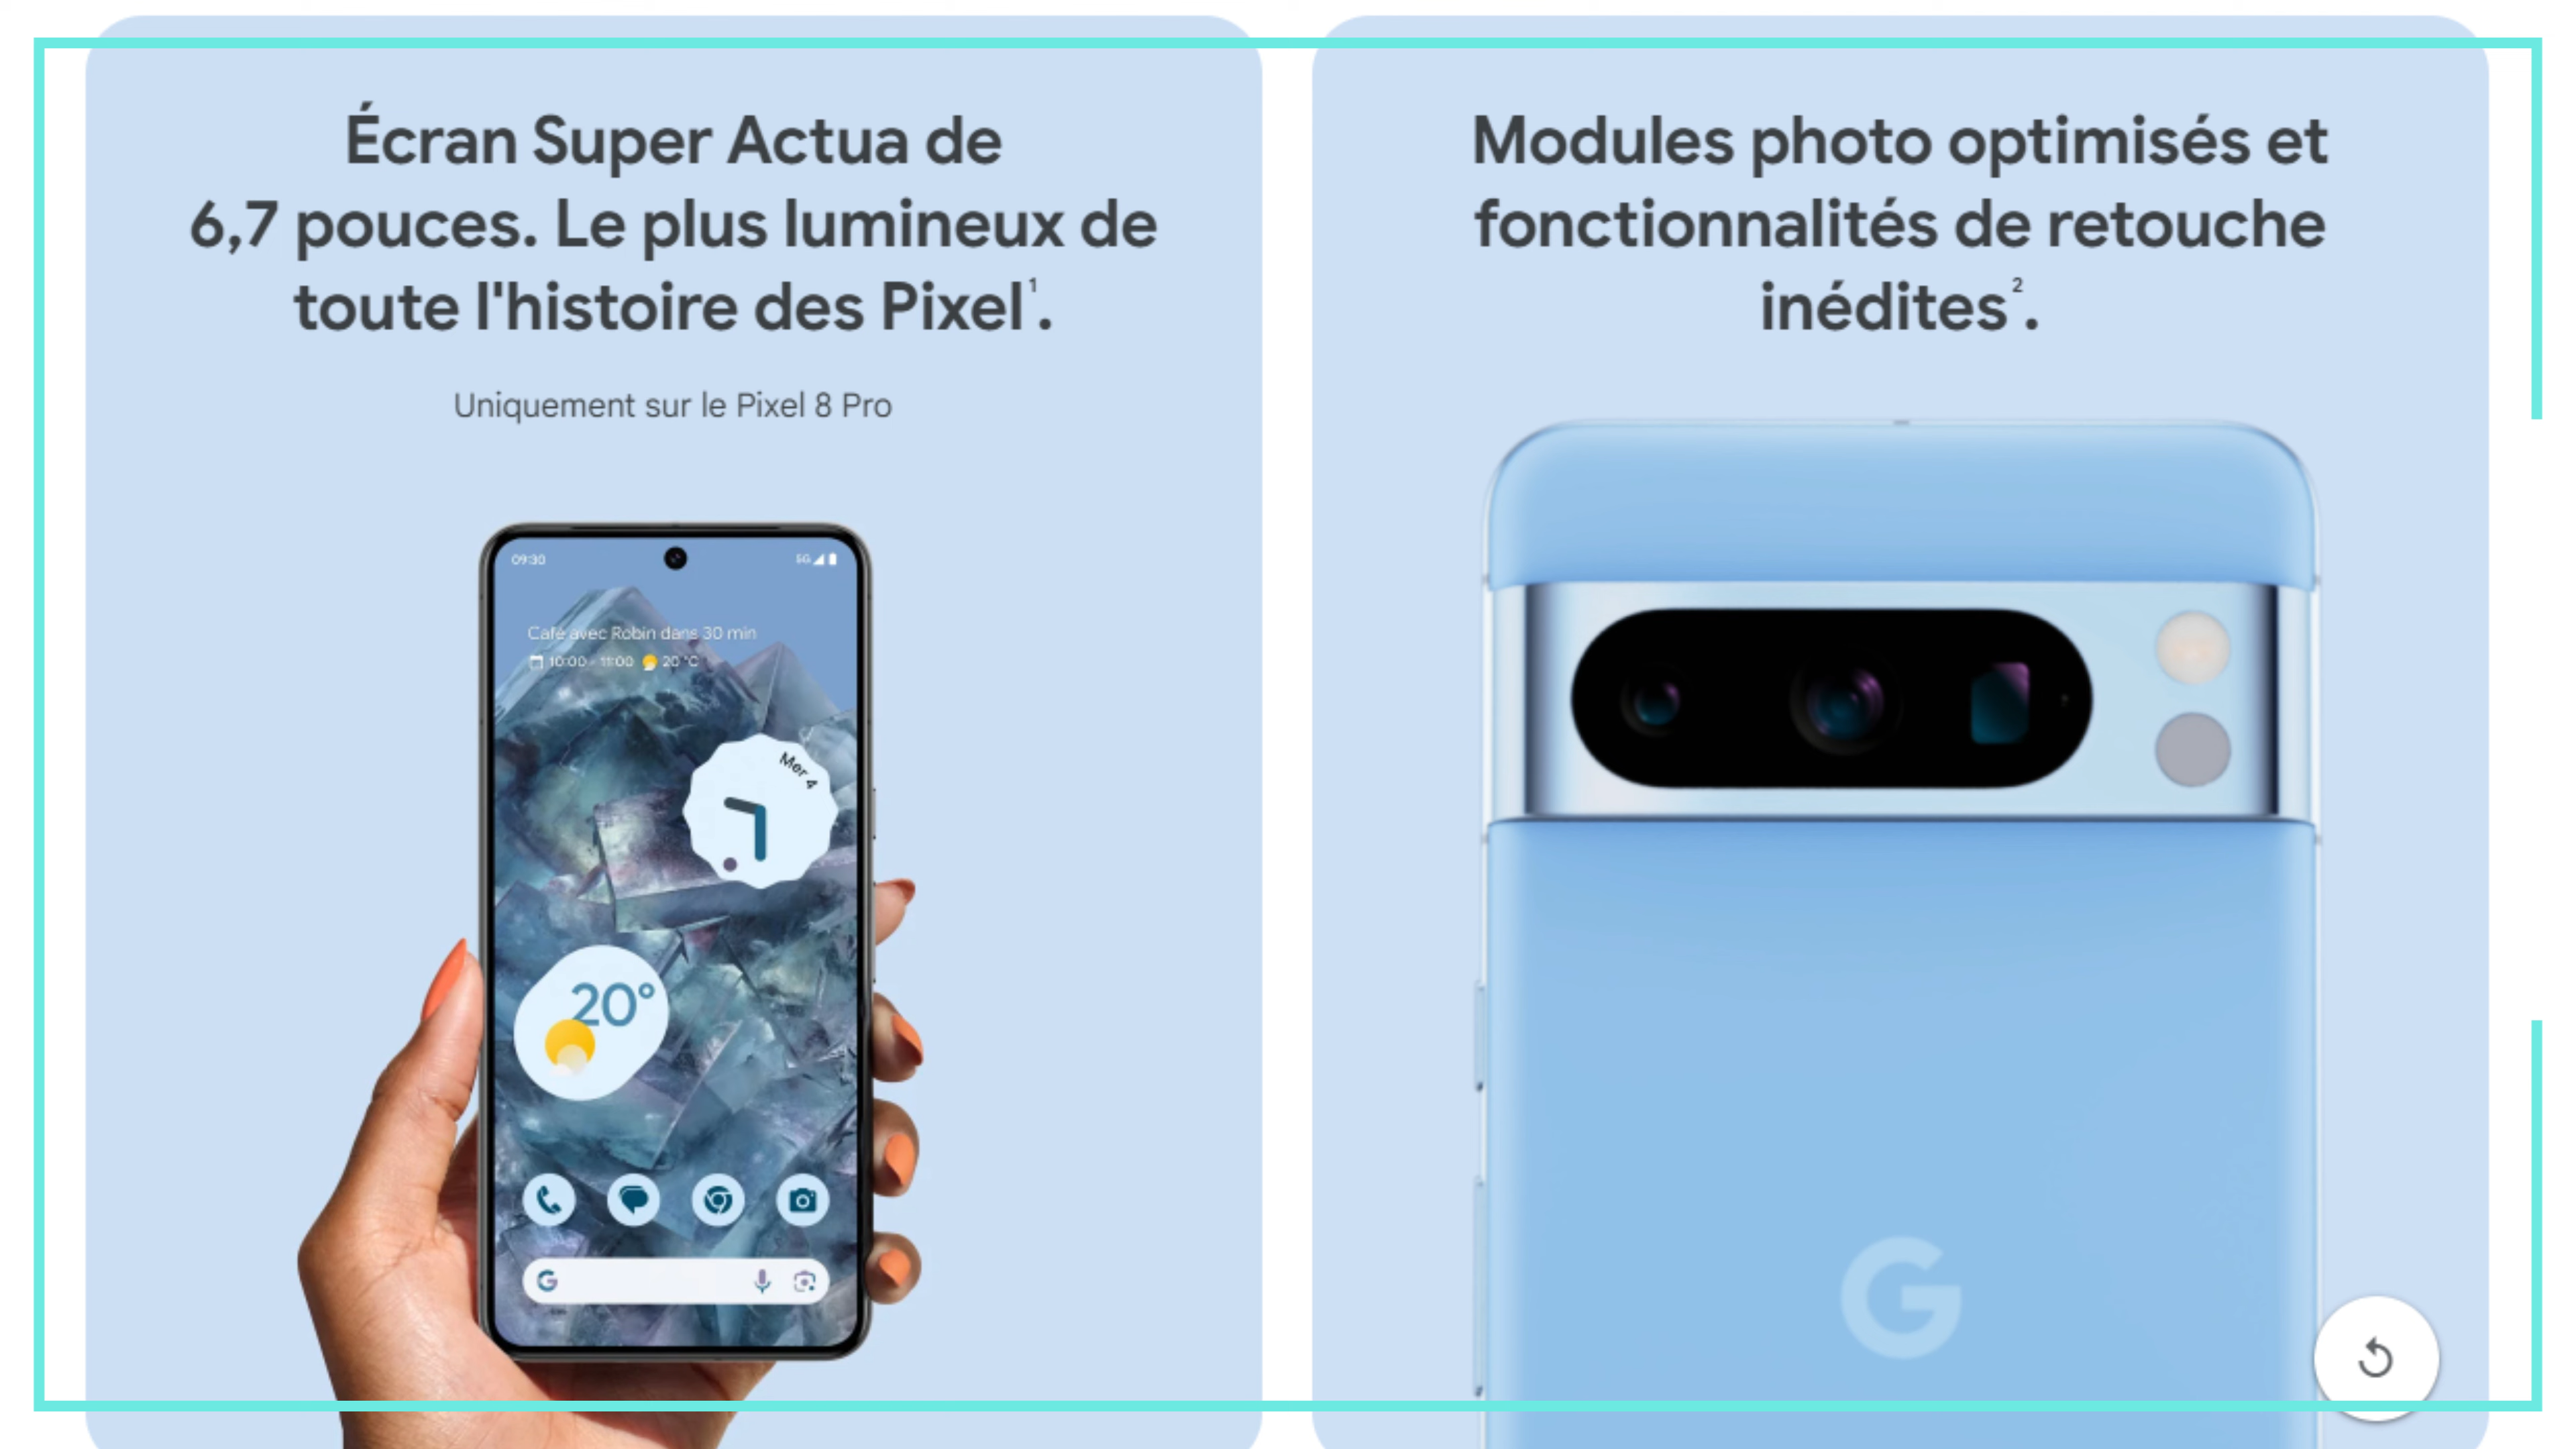 Écran Super Actua de
6,7 pouces. Le plus lumineux de
toute l'histoire des Pixel¹.
Uniquement sur le Pixel 8 Pro
09:30
5G
Café avec Robin dans 30 min
10:00 - 11:00 20 °C
Mer 4
20°
G
Modules photo optimisés et
fonctionnalités de retouche
inédites².
G